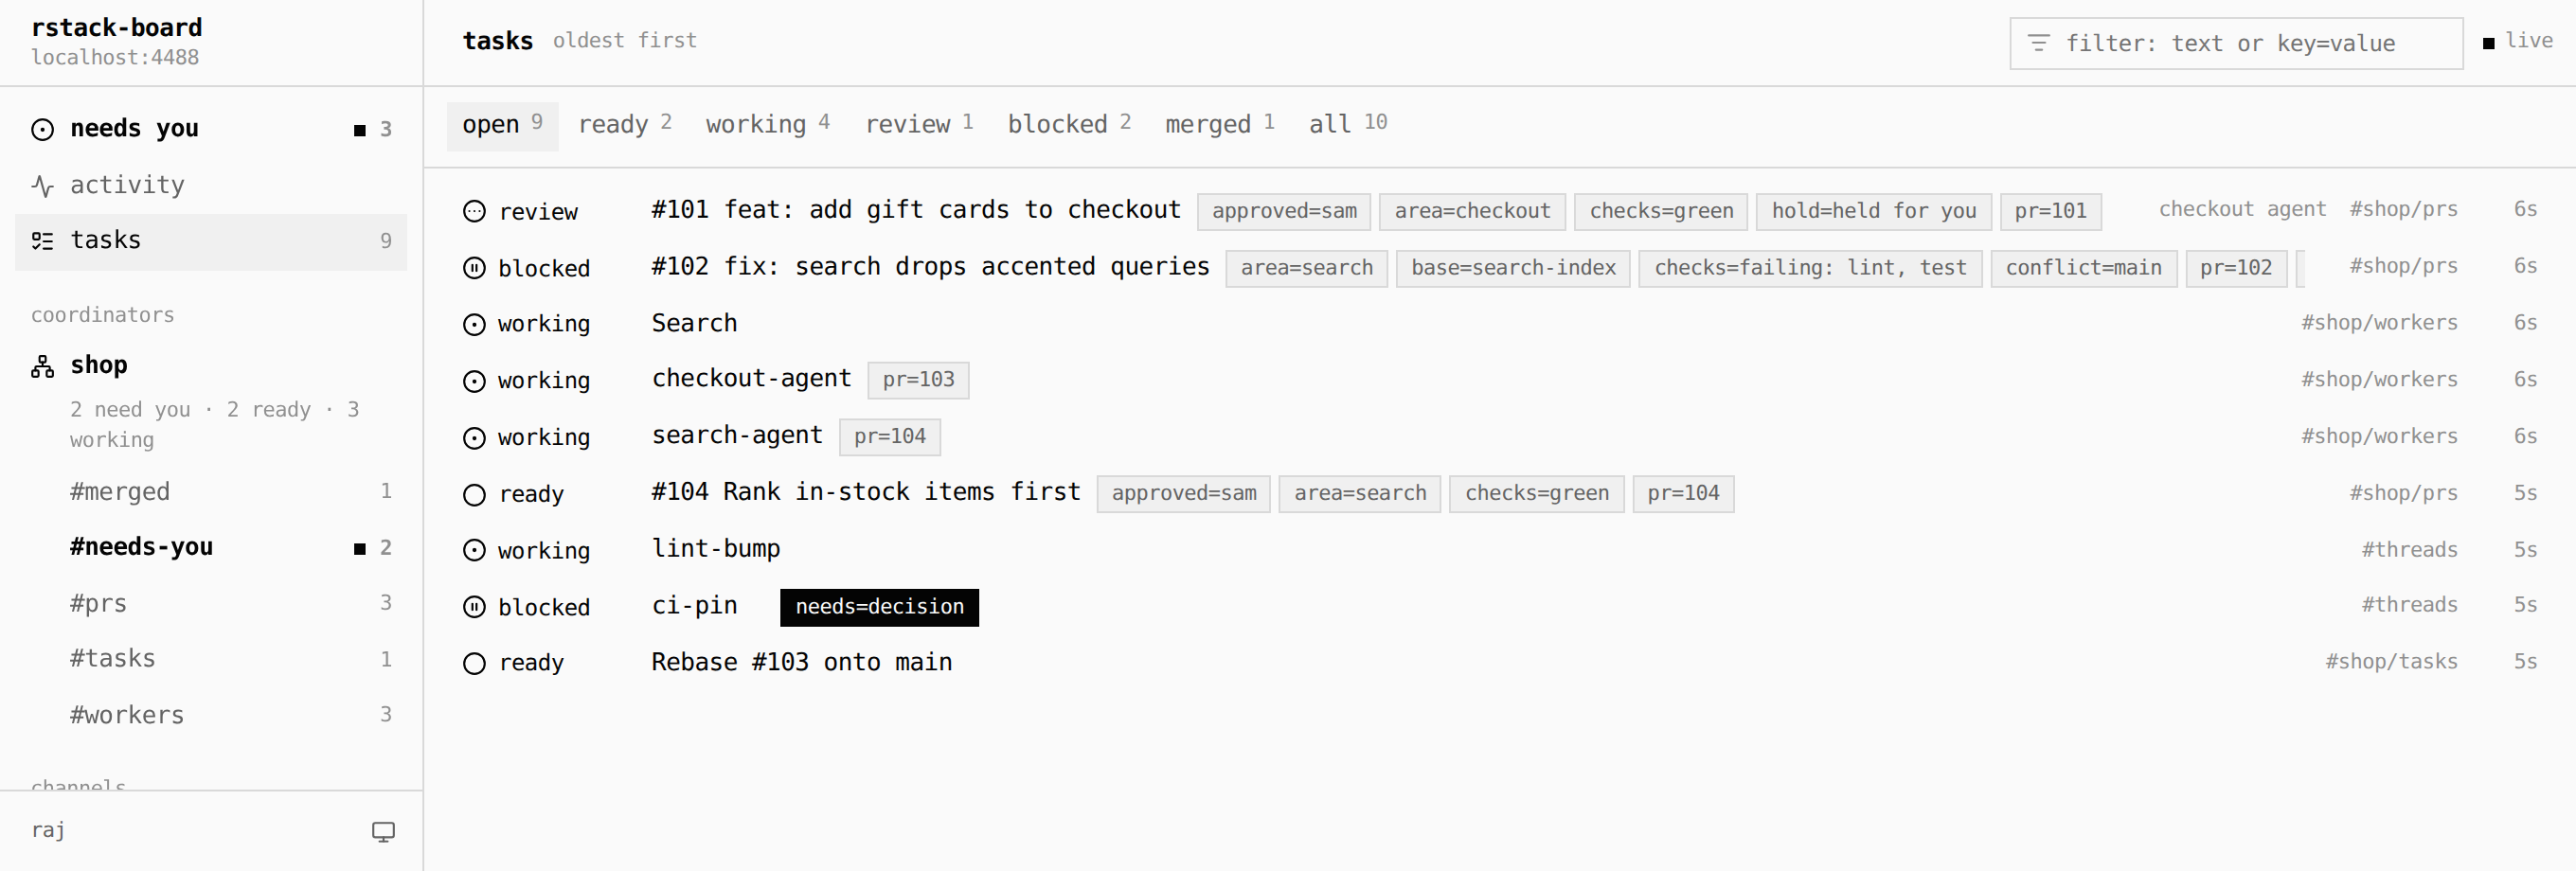 rstack-board
localhost:4488
needs you 3
activity
tasks 9
coordinators
shop
2 need you · 2 ready · 3
working
#merged 1
#needs-you 2
#prs 3
#tasks 1
#workers 3
channels
raj
tasks oldest first
filter: text or key=value
live
open 9 ready 2 working 4 review 1 blocked 2 merged 1 all 10
review #101 feat: add gift cards to checkout approved=sam area=checkout checks=green hold=held for you pr=101 checkout agent #shop/prs 6s
blocked #102 fix: search drops accented queries area=search base=search-index checks=failing: lint, test conflict=main pr=102 #shop/prs 6s
working Search #shop/workers 6s
working checkout-agent pr=103 #shop/workers 6s
working search-agent pr=104 #shop/workers 6s
ready #104 Rank in-stock items first approved=sam area=search checks=green pr=104 #shop/prs 5s
working lint-bump #threads 5s
blocked ci-pin needs=decision #threads 5s
ready Rebase #103 onto main #shop/tasks 5s